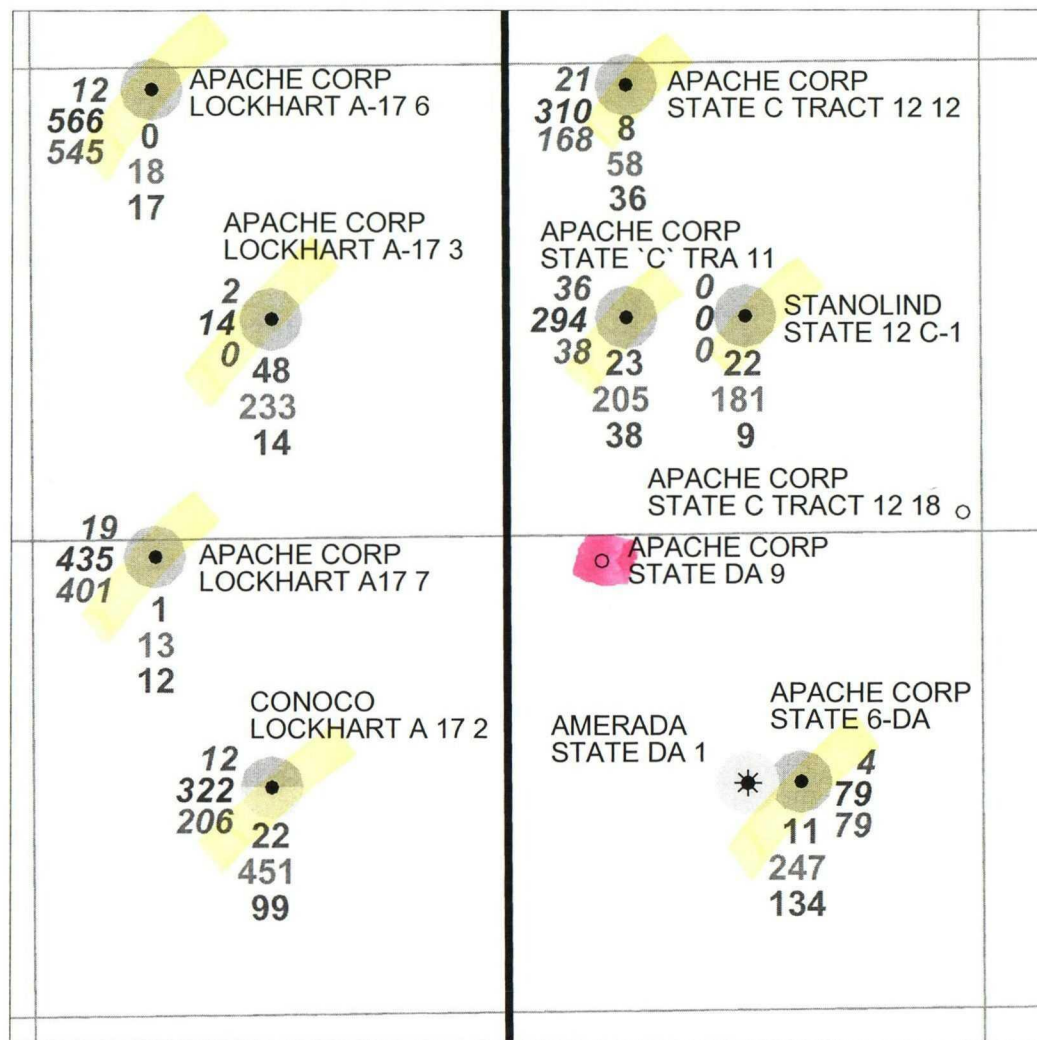 12
566
545
APACHE CORP
LOCKHART A-17 6
0
18
17
21
310
168
APACHE CORP
STATE C TRACT 12 12
8
58
36
APACHE CORP
LOCKHART A-17 3
2
14
0
48
233
14
APACHE CORP
STATE `C` TRA 11
36
294
38
23
205
38
0
0
0
STANOLIND
STATE 12 C-1
22
181
9
APACHE CORP
STATE C TRACT 12 18
19
435
401
APACHE CORP
LOCKHART A17 7
1
13
12
APACHE CORP
STATE DA 9
CONOCO
LOCKHART A 17 2
12
322
206
22
451
99
AMERADA
STATE DA 1
APACHE CORP
STATE 6-DA
4
79
79
11
247
134